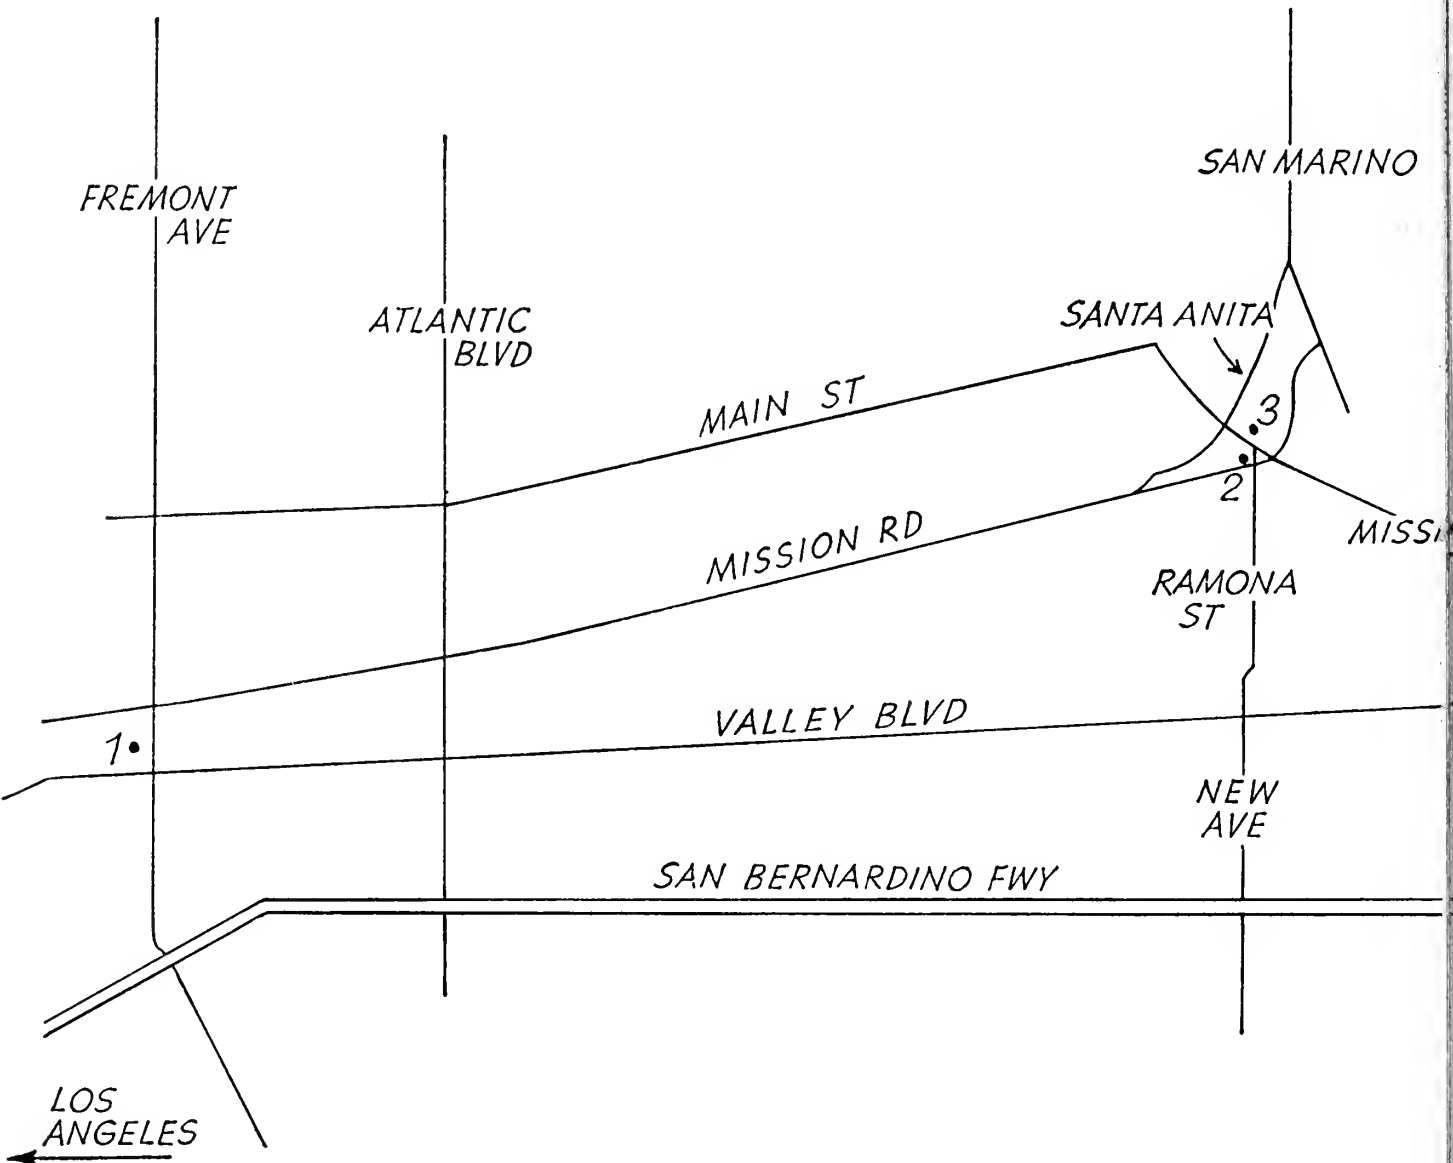 SAN MARINO
FREMONT
AVE
SANTA ANITA
ATLANTIC
BLVD
MAIN ST
3
2
MISSION RD
RAMONA
ST
VALLEY BLVD
1
NEW
AVE
SAN BERNARDINO FWY
LOS
ANGELES